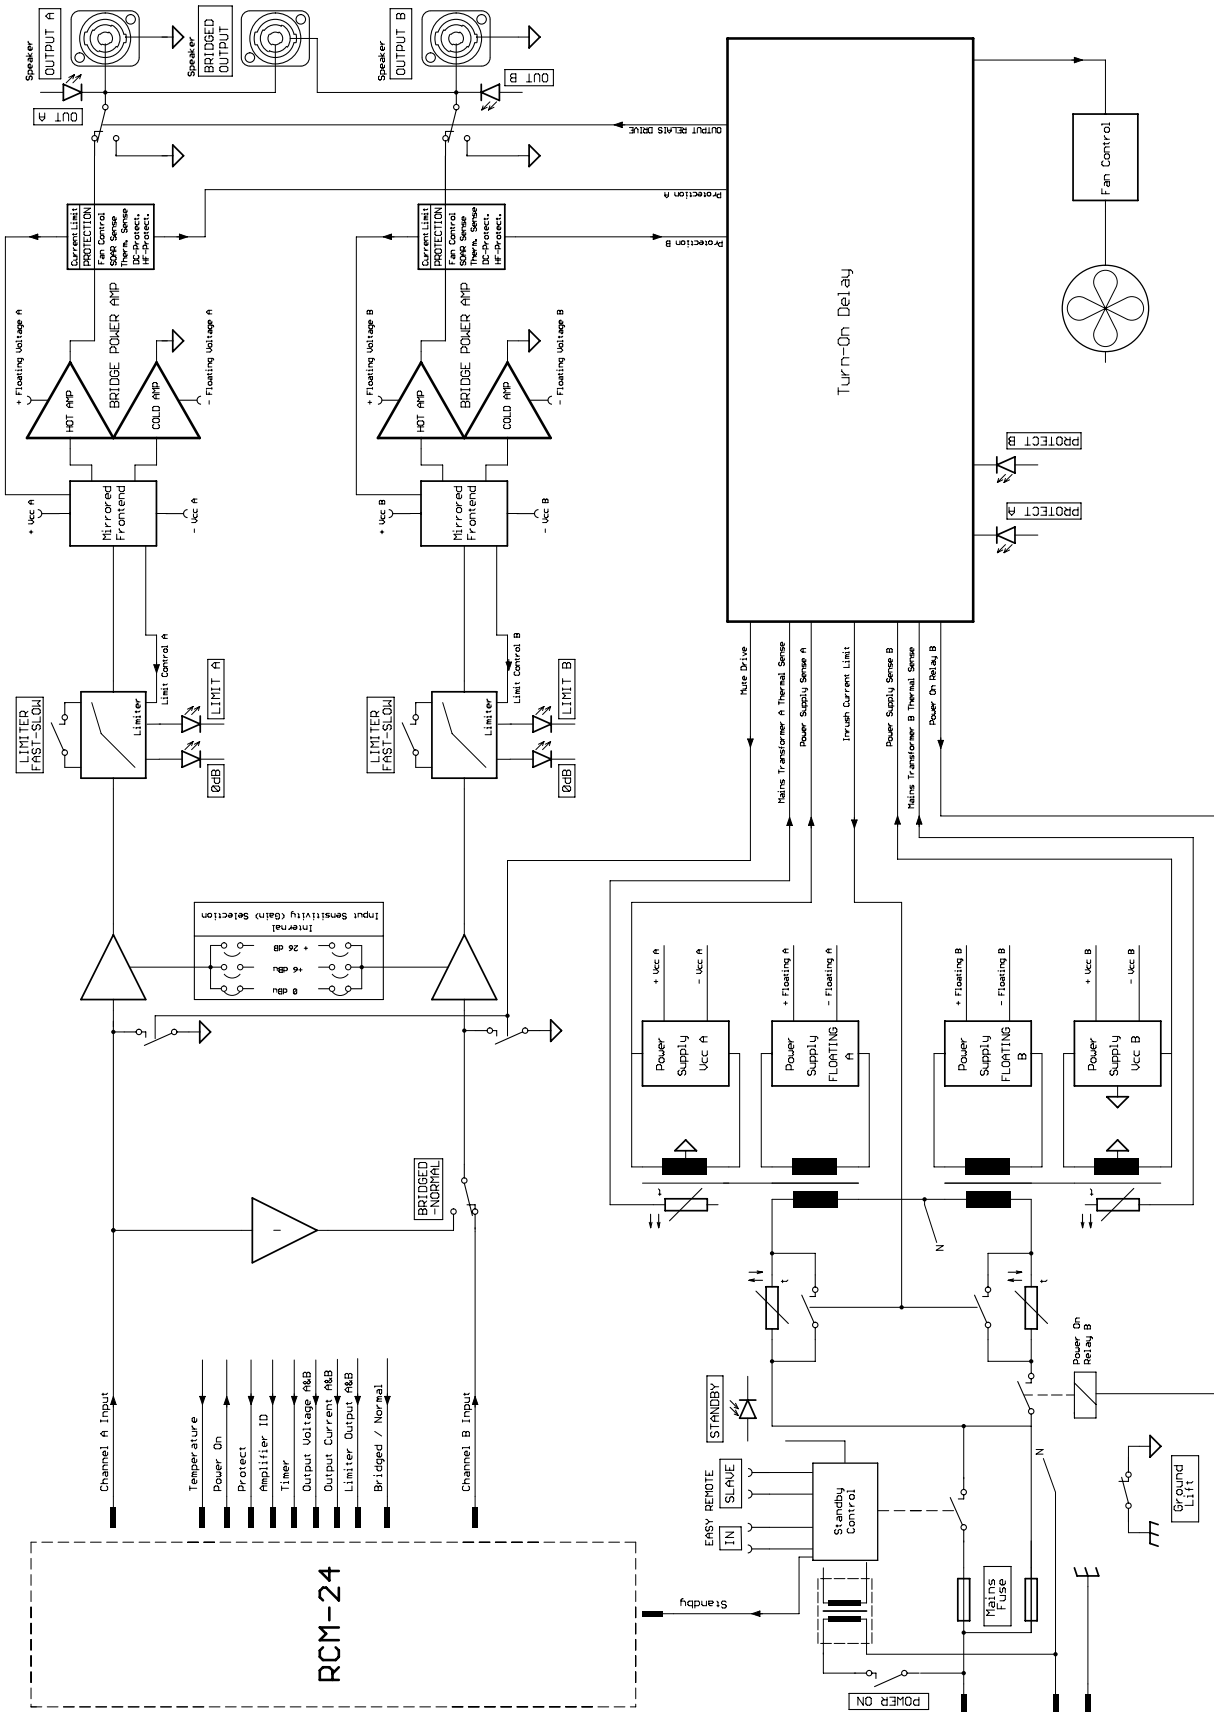 Speaker
OUTPUT A
Speaker
BRIDGED
OUTPUT
Speaker
OUTPUT B
OUT A
OUT B
OUTPUT RELAIS DRIVE
Protection A
Protection B
Current Limit
PROTECTION
Fan Control
SOAR Sense
Therm. Sense
DC-Protect.
HF-Protect.
Current Limit
PROTECTION
Fan Control
SOAR Sense
Therm. Sense
DC-Protect.
HF-Protect.
Fan Control
Turn-On Delay
+ Floating Voltage A
BRIDGE POWER AMP
- Floating Voltage A
HOT AMP
COLD AMP
+ Floating Voltage B
BRIDGE POWER AMP
- Floating Voltage B
HOT AMP
COLD AMP
+ Vcc A
Mirrored
Frontend
- Vcc A
+ Vcc B
Mirrored
Frontend
- Vcc B
PROTECT B
PROTECT A
Limit Control A
Limit Control B
LIMITER
FAST-SLOW
Limiter
LIMIT A
0dB
LIMITER
FAST-SLOW
Limiter
LIMIT B
0dB
Mute Drive
Mains Transformer A Thermal Sense
Power Supply Sense A
Inrush Current Limit
Power Supply Sense B
Mains Transformer B Thermal Sense
Power On Relay B
Input Sensitivity (Gain) Selection
Internal
+ 26 dB
+6 dBu
0 dBu
+ Vcc A
- Vcc A
+ Floating A
- Floating A
+ Floating B
- Floating B
+ Vcc B
- Vcc B
Power
Supply
Vcc A
Power
Supply
FLOATING
A
Power
Supply
FLOATING
B
Power
Supply
Vcc B
BRIDGED
-NORMAL
-
t
t
N
t
t
Power On
Relay B
Channel A Input
Temperature
Power On
Protect
Amplifier ID
Timer
Output Voltage A&B
Output Current A&B
Limiter Output A&B
Bridged / Normal
Channel B Input
STANDBY
EASY REMOTE
SLAVE
IN
Standby
Control
N
Ground
Lift
Mains
Fuse
Standby
RCM-24
POWER ON